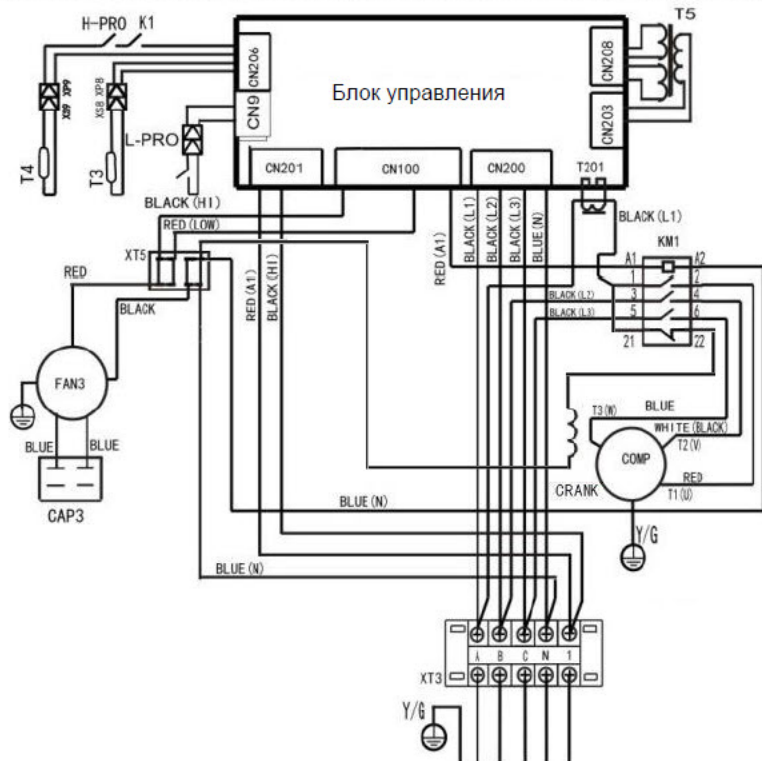 H-PRO K1
T5
CN206
CN208
XS9 XP9
XS8 XP8
CN9
Блок управления
CN203
L-PRO
T4
T3
CN201
CN100
CN200
T201
BLACK(HI)
RED(LOW)
BLACK(L1)
BLACK(L2)
BLACK(L3)
BLUE(N)
BLACK(L1)
KM1
XT5
RED(A1)
BLACK(HI)
RED(A1)
A1 A2
RED
1 2
BLACK(L2)
3 4
BLACK
BLACK(L3)
5 6
21 22
FAN3
T3(W)
BLUE
WHITE(BLACK)
T2(V)
BLUE
BLUE
COMP
RED
CRANK
T1(U)
CAP3
BLUE(N)
Y/G
BLUE(N)
A B C N 1
XT3
Y/G